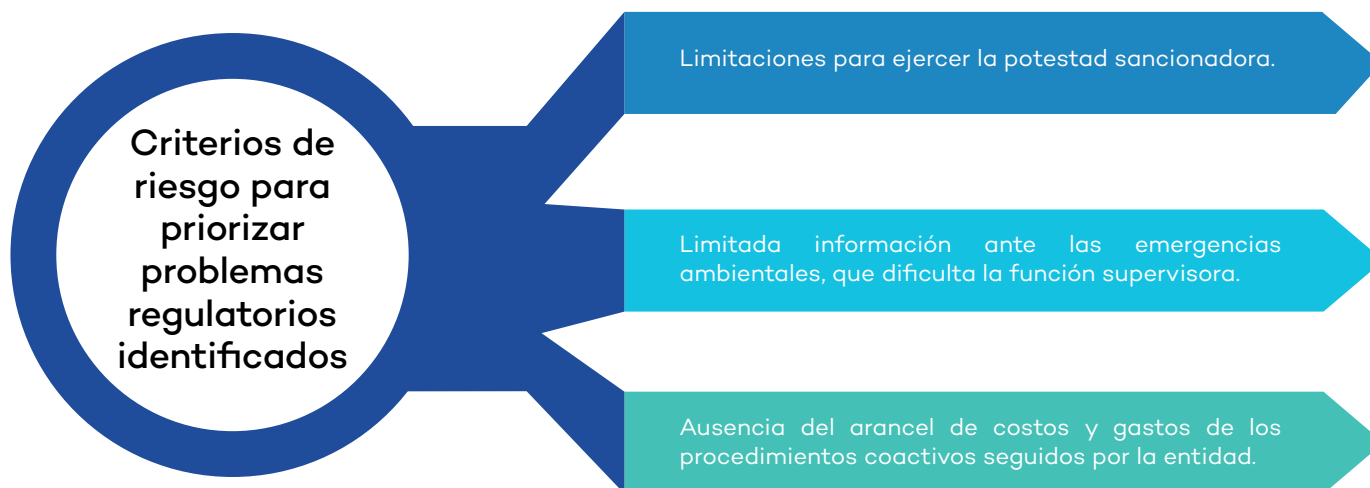 Criterios de
riesgo para
priorizar
problemas
regulatorios
identificados
Limitaciones para ejercer la potestad sancionadora.
Limitada información ante las emergencias
ambientales, que dificulta la función supervisora.
Ausencia del arancel de costos y gastos de los
procedimientos coactivos seguidos por la entidad.